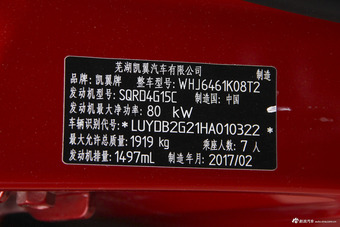 芜湖凯翼汽车有限公司 制造
品牌：凯翼牌 整车型号：WHJ6461K08T2
发动机型号：SQRD4G15C 制造国：中国
发动机最大净功率：80 kW
车辆识别代号：* LUYDB2G21HA010322 *
最大允许总质量：1919 kg 乘座人数：7 人
发动机排量：1497mL 制造年月：2017/02